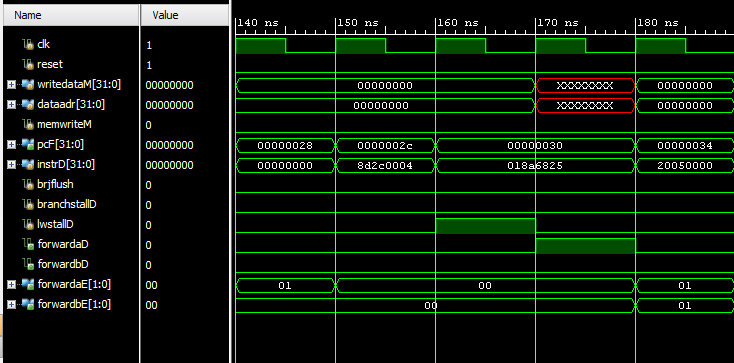 Name Value 140 ns 150 ns 160 ns 170 ns 180 ns
clk 1
reset 1
writedataM[31:0] 00000000 00000000 XXXXXXXX 00000000
dataadr[31:0] 00000000 00000000 XXXXXXXX 00000000
memwriteM 0
pcF[31:0] 00000000 00000028 0000002c 00000030 00000034
instrD[31:0] 00000000 00000000 8d2c0004 018a6825 20050000
brjflush 0
branchstallD 0
lwstallD 0
forwardaD 0
forwardbD 0
forwardaE[1:0] 00 01 00 01
forwardbE[1:0] 00 00 01